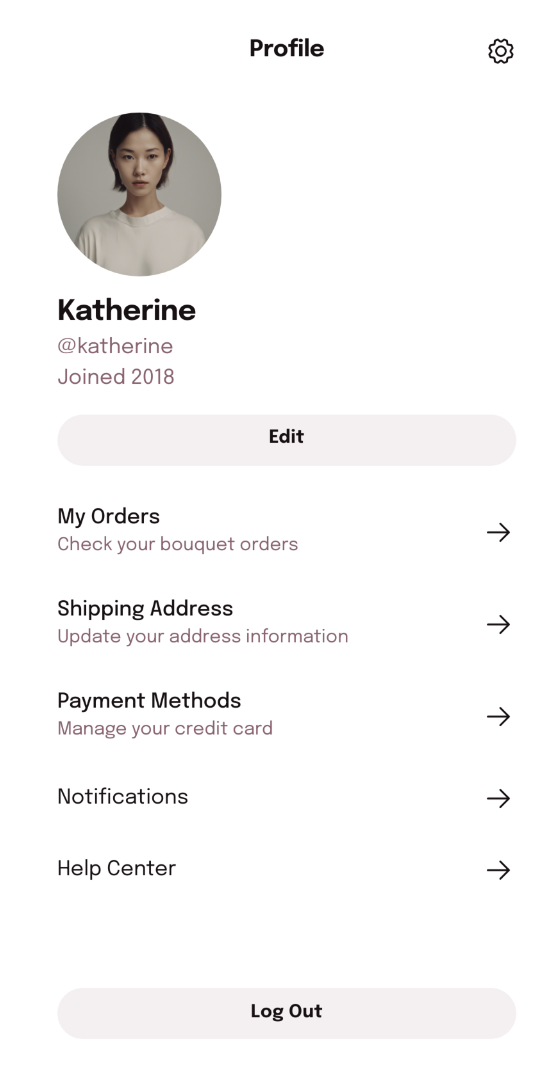 Profile
Katherine
@katherine
Joined 2018
Edit
My Orders
Check your bouquet orders
Shipping Address
Update your address information
Payment Methods
Manage your credit card
Notifications
Help Center
Log Out